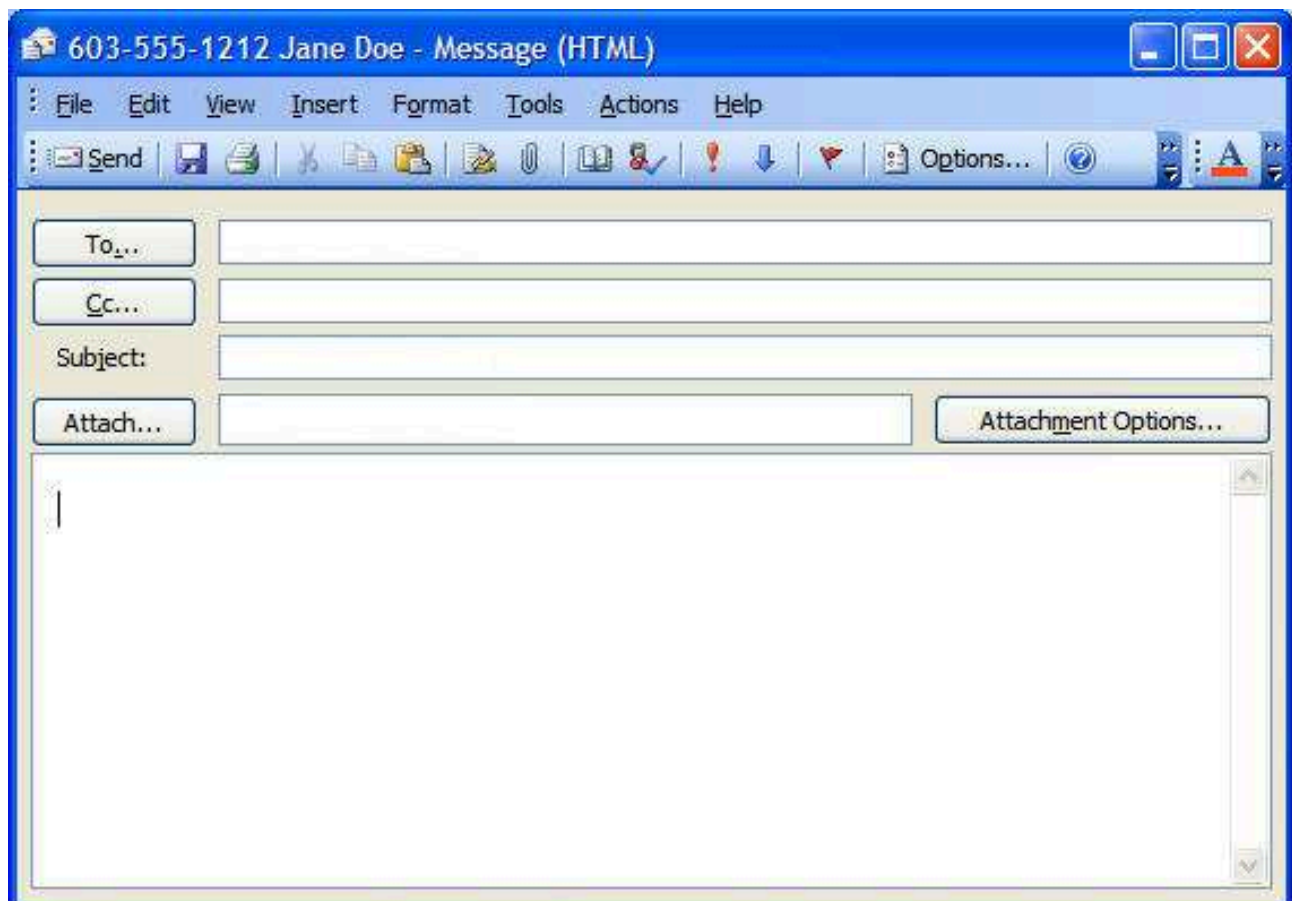 603-555-1212 Jane Doe - Message (HTML)
File Edit View Insert Format Tools Actions Help
Send Options... A
To...
Cc...
Subject:
Attach... Attachment Options...